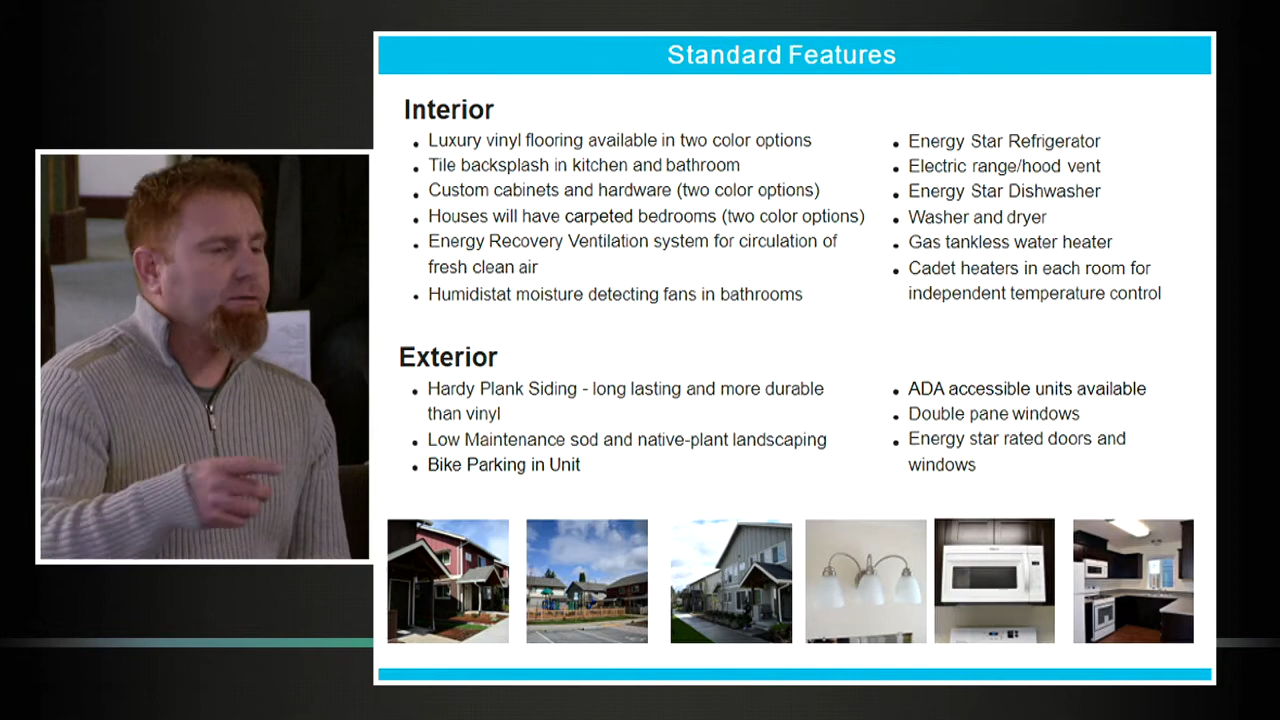 Standard Features
Interior
Luxury vinyl flooring available in two color options
Tile backsplash in kitchen and bathroom
Custom cabinets and hardware (two color options)
Houses will have carpeted bedrooms (two color options)
Energy Recovery Ventilation system for circulation of
fresh clean air
Humidistat moisture detecting fans in bathrooms
Energy Star Refrigerator
Electric range/hood vent
Energy Star Dishwasher
Washer and dryer
Gas tankless water heater
Cadet heaters in each room for
independent temperature control
Exterior
Hardy Plank Siding - long lasting and more durable
than vinyl
Low Maintenance sod and native-plant landscaping
Bike Parking in Unit
ADA accessible units available
Double pane windows
Energy star rated doors and
windows